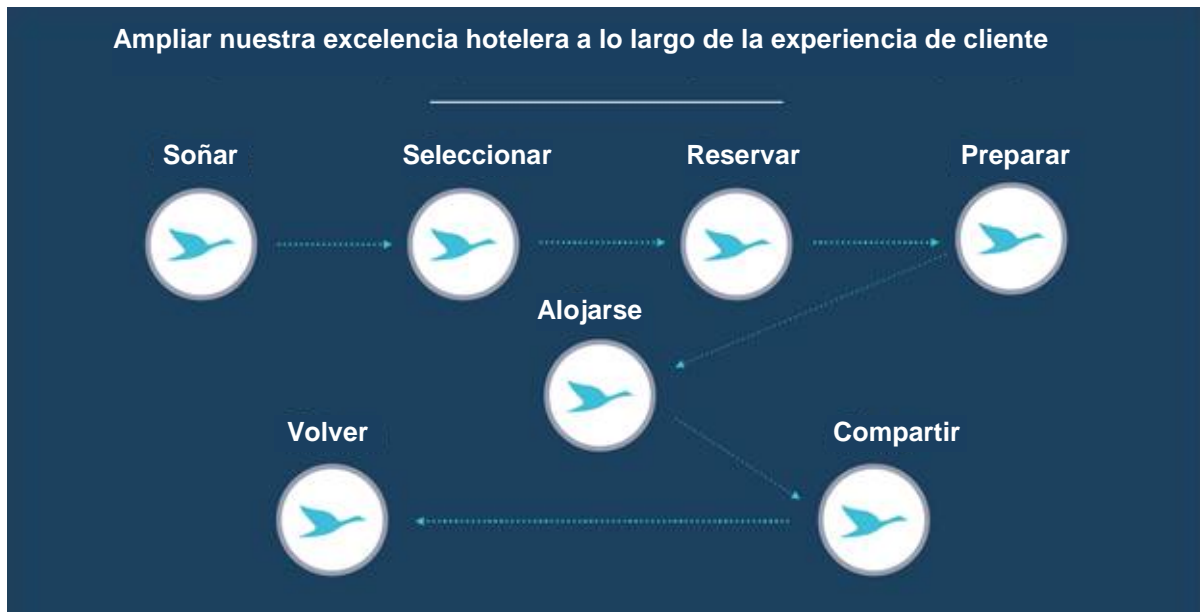 Ampliar nuestra excelencia hotelera a lo largo de la experiencia de cliente
Soñar
Seleccionar
Reservar
Preparar
Alojarse
Volver
Compartir